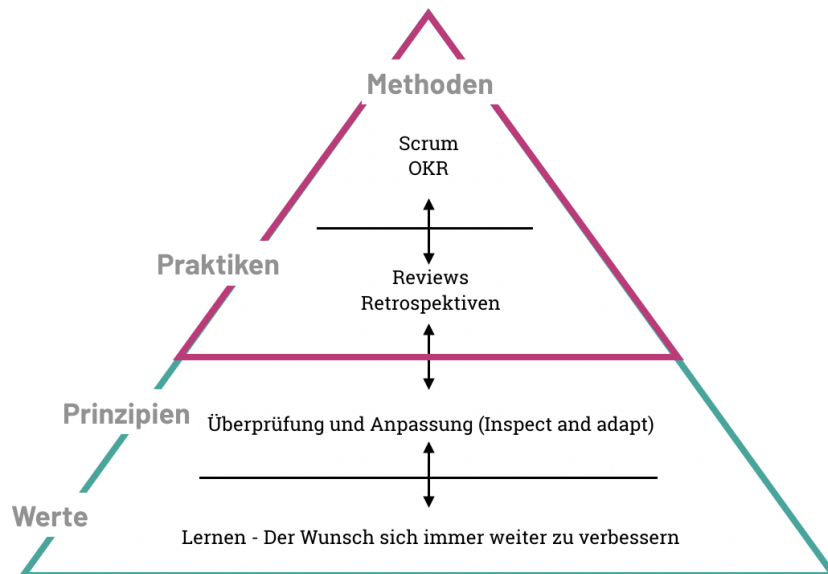 Methoden
Scrum
OKR
Praktiken
Reviews
Retrospektiven
Prinzipien
Überprüfung und Anpassung (Inspect and adapt)
Werte
Lernen - Der Wunsch sich immer weiter zu verbessern